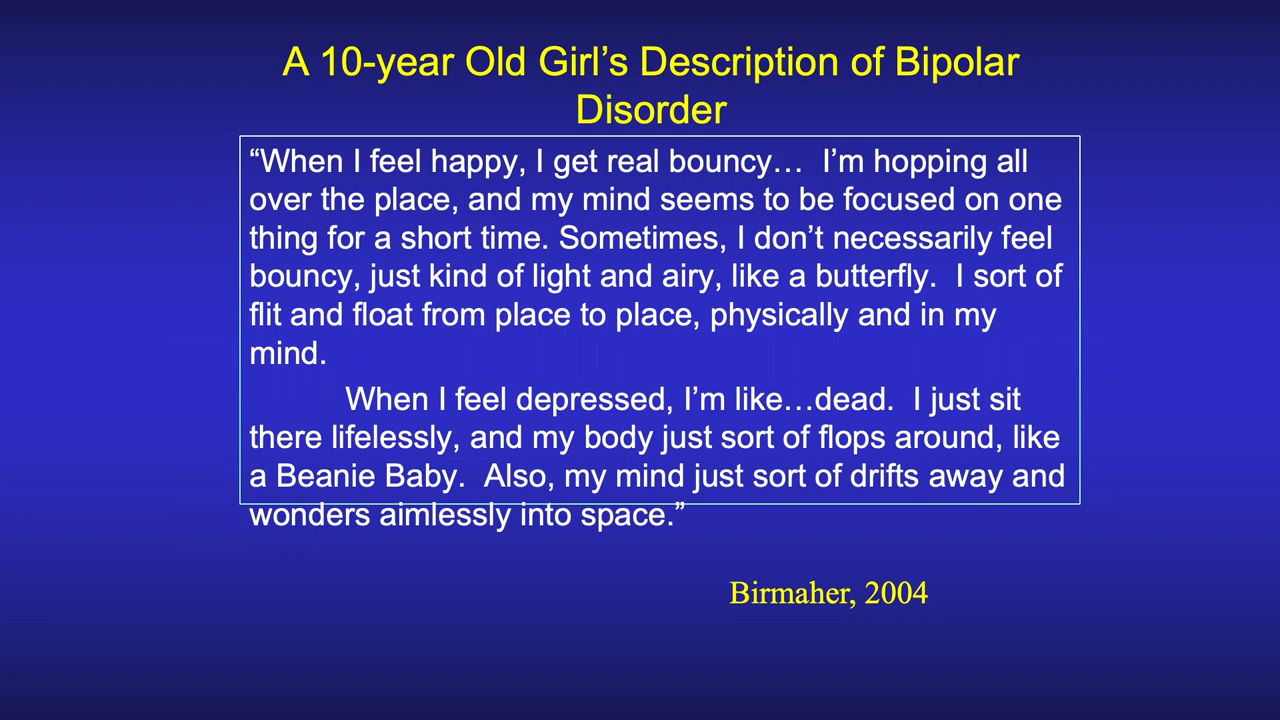 A 10-year Old Girl’s Description of Bipolar
Disorder
“When I feel happy, I get real bouncy…  I’m hopping all
over the place, and my mind seems to be focused on one
thing for a short time. Sometimes, I don’t necessarily feel
bouncy, just kind of light and airy, like a butterfly.  I sort of
flit and float from place to place, physically and in my
mind.
When I feel depressed, I’m like…dead.  I just sit
there lifelessly, and my body just sort of flops around, like
a Beanie Baby.  Also, my mind just sort of drifts away and
wonders aimlessly into space.”
Birmaher, 2004